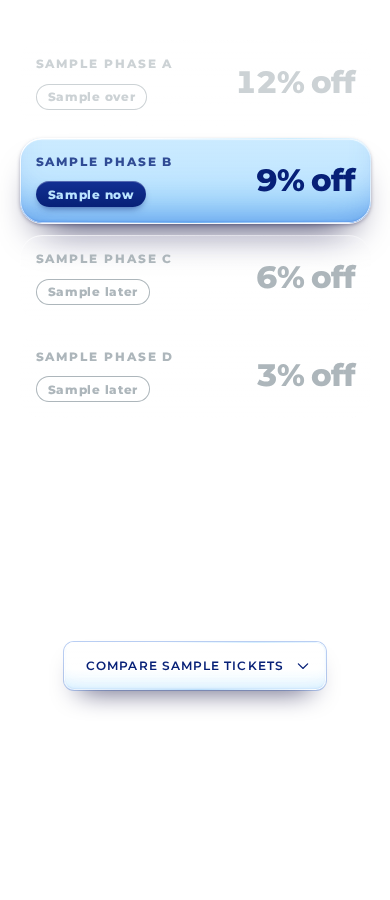 SAMPLE PHASE A
12% off
Sample over
SAMPLE PHASE B
9% off
Sample now
SAMPLE PHASE C
6% off
Sample later
SAMPLE PHASE D
3% off
Sample later
COMPARE SAMPLE TICKETS